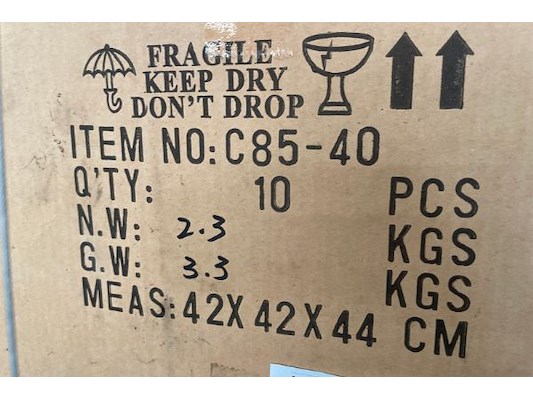 FRAGILE
KEEP DRY
DON'T DROP
ITEM NO: C85-40
Q'TY: 10 PCS
N.W: 2.3 KGS
G.W: 3.3 KGS
MEAS: 42X42X44 CM